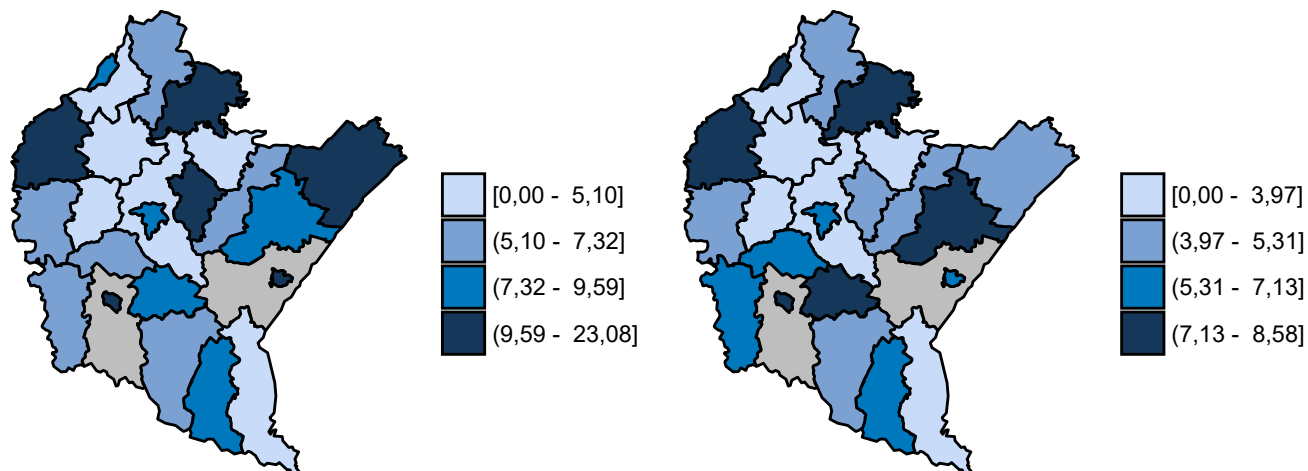 [0,00 - 5,10]
(5,10 - 7,32]
(7,32 - 9,59]
(9,59 - 23,08]
[0,00 - 3,97]
(3,97 - 5,31]
(5,31 - 7,13]
(7,13 - 8,58]